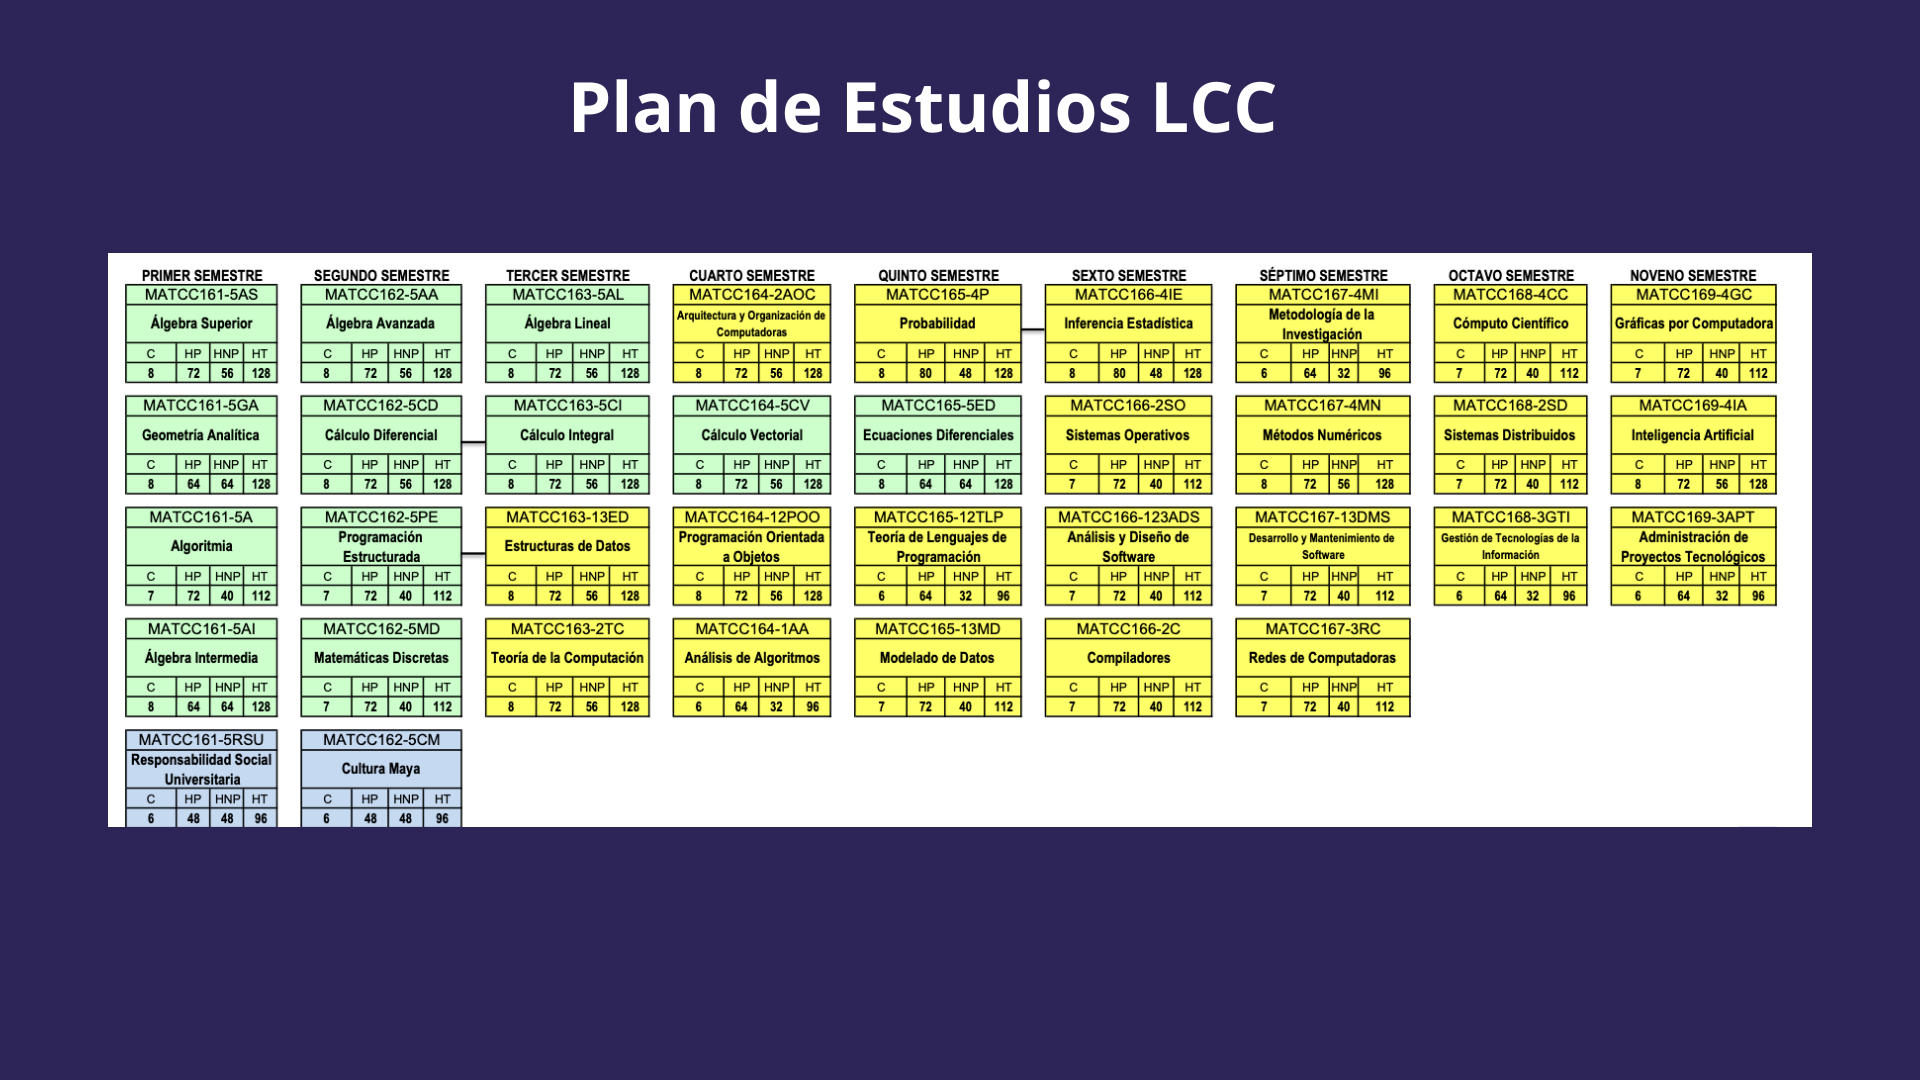 Plan de Estudios LCC
PRIMER SEMESTRE SEGUNDO SEMESTRE TERCER SEMESTRE CUARTO SEMESTRE QUINTO SEMESTRE SEXTO SEMESTRE SÉPTIMO SEMESTRE OCTAVO SEMESTRE NOVENO SEMESTRE
MATCC161-5AS MATCC162-5AA MATCC163-5AL MATCC164-2AOC MATCC165-4P MATCC166-4IE MATCC167-4MI MATCC168-4CC MATCC169-4GC
Álgebra Superior Álgebra Avanzada Álgebra Lineal Arquitectura y Organización de Computadoras Probabilidad Inferencia Estadística Metodología de la Investigación Cómputo Científico Gráficas por Computadora
C HP HNP HT C HP HNP HT C HP HNP HT C HP HNP HT C HP HNP HT C HP HNP HT C HP HNP HT C HP HNP HT C HP HNP HT
8 72 56 128 8 72 56 128 8 72 56 128 8 72 56 128 8 80 48 128 8 80 48 128 6 64 32 96 7 72 40 112 7 72 40 112
MATCC161-5GA MATCC162-5CD MATCC163-5CI MATCC164-5CV MATCC165-5ED MATCC166-2SO MATCC167-4MN MATCC168-2SD MATCC169-4IA
Geometría Analítica Cálculo Diferencial Cálculo Integral Cálculo Vectorial Ecuaciones Diferenciales Sistemas Operativos Métodos Numéricos Sistemas Distribuidos Inteligencia Artificial
C HP HNP HT C HP HNP HT C HP HNP HT C HP HNP HT C HP HNP HT C HP HNP HT C HP HNP HT C HP HNP HT C HP HNP HT
8 64 64 128 8 72 56 128 8 72 56 128 8 72 56 128 8 64 64 128 7 72 40 112 8 72 56 128 7 72 40 112 8 72 56 128
MATCC161-5A MATCC162-5PE MATCC163-13ED MATCC164-12POO MATCC165-12TLP MATCC166-123ADS MATCC167-13DMS MATCC168-3GTI MATCC169-3APT
Algoritmia Programación Estructurada Estructuras de Datos Programación Orientada a Objetos Teoría de Lenguajes de Programación Análisis y Diseño de Software Desarrollo y Mantenimiento de Software Gestión de Tecnologías de la Información Administración de Proyectos Tecnológicos
C HP HNP HT C HP HNP HT C HP HNP HT C HP HNP HT C HP HNP HT C HP HNP HT C HP HNP HT C HP HNP HT C HP HNP HT
7 72 40 112 7 72 40 112 8 72 56 128 8 72 56 128 6 64 32 96 7 72 40 112 7 72 40 112 6 64 32 96 6 64 32 96
MATCC161-5AI MATCC162-5MD MATCC163-2TC MATCC164-1AA MATCC165-13MD MATCC166-2C MATCC167-3RC
Álgebra Intermedia Matemáticas Discretas Teoría de la Computación Análisis de Algoritmos Modelado de Datos Compiladores Redes de Computadoras
C HP HNP HT C HP HNP HT C HP HNP HT C HP HNP HT C HP HNP HT C HP HNP HT C HP HNP HT
8 64 64 128 7 72 40 112 8 72 56 128 6 64 32 96 7 72 40 112 7 72 40 112 7 72 40 112
MATCC161-5RSU MATCC162-5CM
Responsabilidad Social Universitaria Cultura Maya
C HP HNP HT C HP HNP HT
6 48 48 96 6 48 48 96